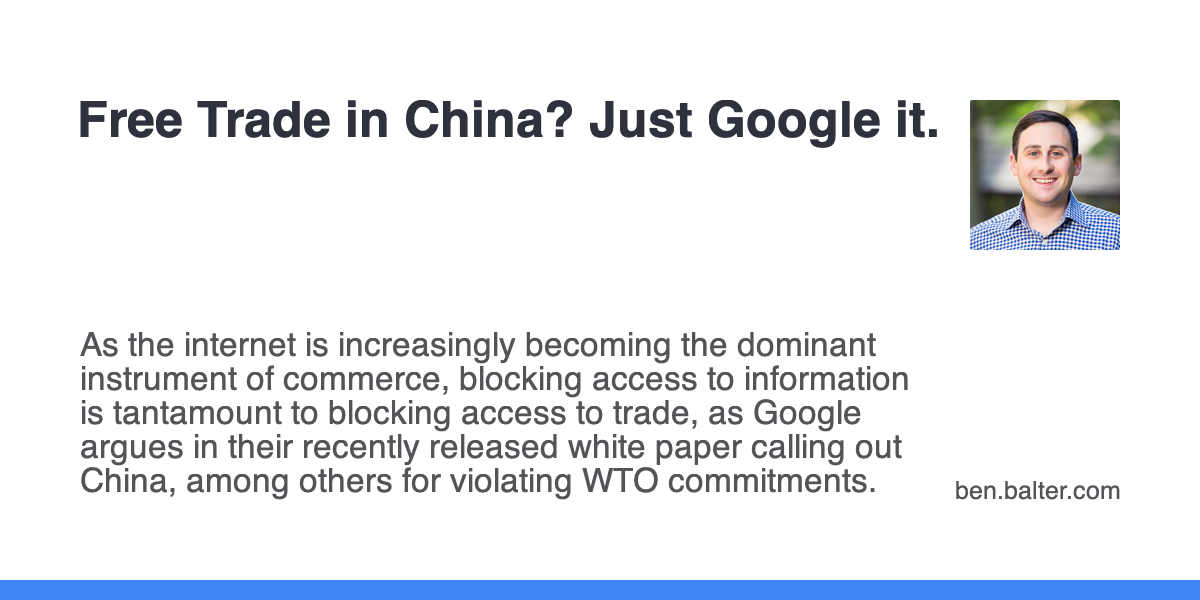 Free Trade in China? Just Google it.
As the internet is increasingly becoming the dominant
instrument of commerce, blocking access to information
is tantamount to blocking access to trade, as Google
argues in their recently released white paper calling out
China, among others for violating WTO commitments.
ben.balter.com